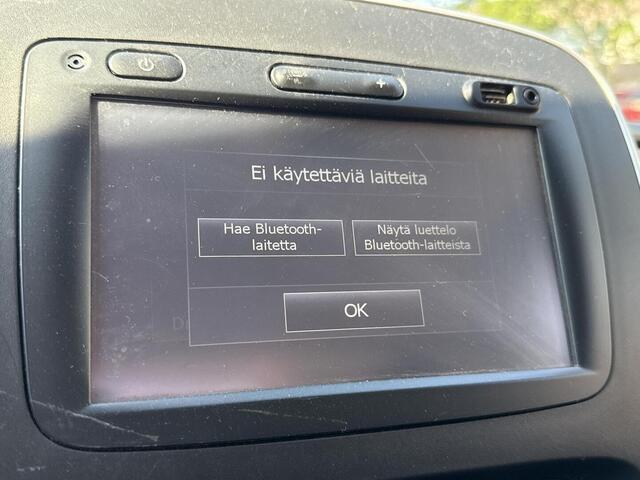 Ei käytettäviä laitteita
Hae Bluetooth-
laitetta
Näytä luettelo
Bluetooth-laitteista
OK